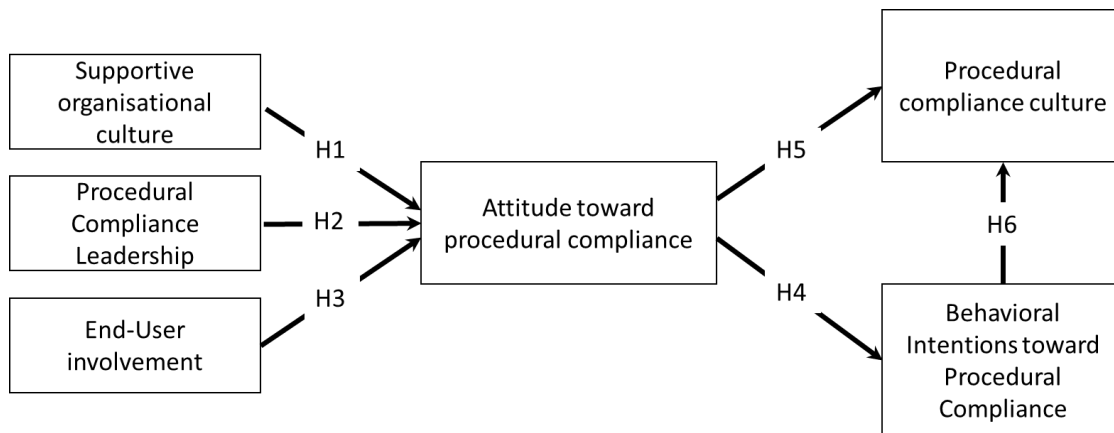 Supportive
organisational
culture
H1
Procedural
Compliance
Leadership
H2
End-User
involvement
H3
Attitude toward
procedural compliance
H5
Procedural
compliance culture
H4
H6
Behavioral
Intentions toward
Procedural
Compliance